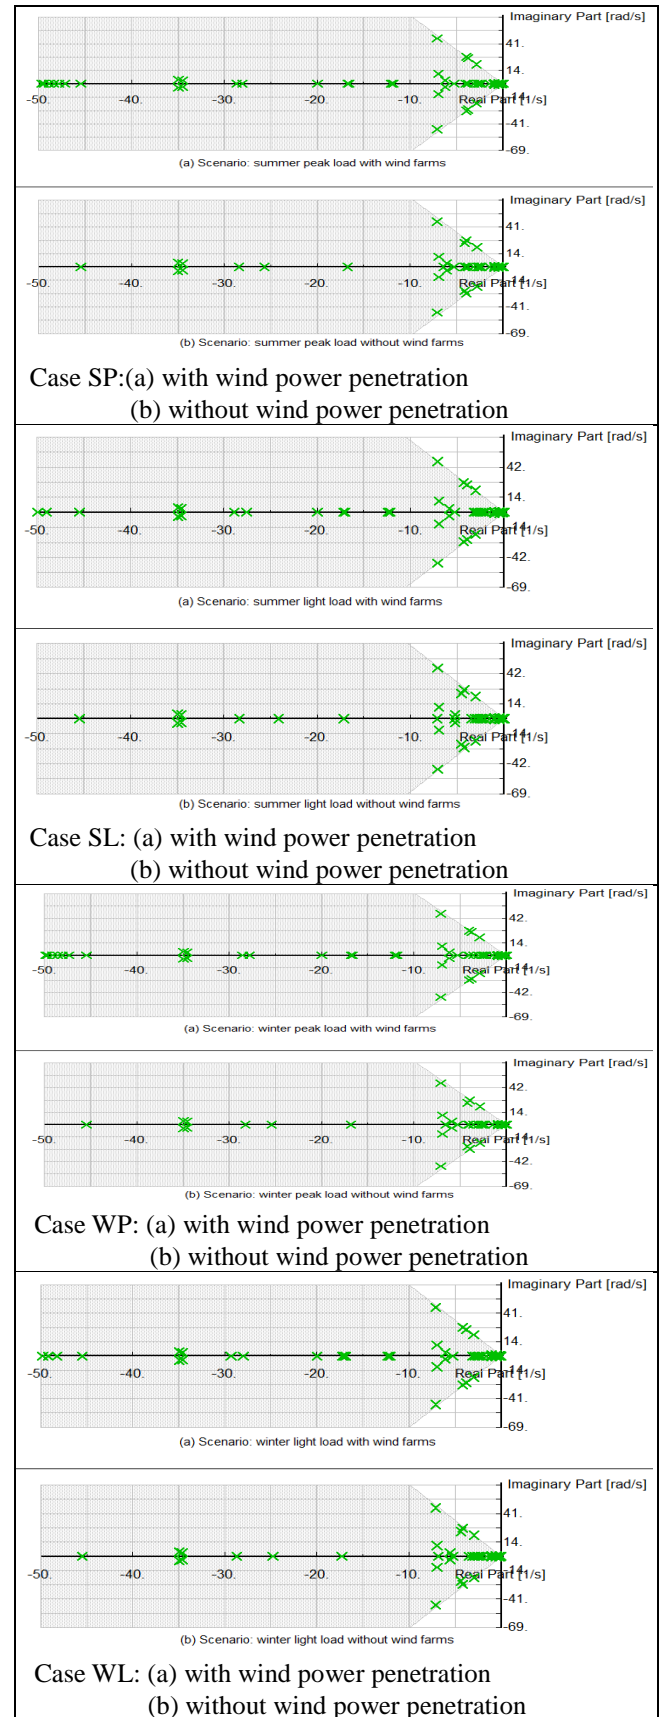 Imaginary Part [rad/s]
41.
14.
-50. -40. -30. -20. -10. -14.
Real Part [1/s]
-41.
-69.
(a) Scenario: summer peak load with wind farms
Imaginary Part [rad/s]
41.
14.
-50. -40. -30. -20. -10. -14.
Real Part [1/s]
-41.
-69.
(b) Scenario: summer peak load without wind farms
Case SP:(a) with wind power penetration
(b) without wind power penetration
Imaginary Part [rad/s]
42.
14.
-50. -40. -30. -20. -10. -14.
Real Part [1/s]
-42.
-69.
(a) Scenario: summer light load with wind farms
Imaginary Part [rad/s]
42.
14.
-50. -40. -30. -20. -10. -14.
Real Part [1/s]
-42.
-69.
(b) Scenario: summer light load without wind farms
Case SL: (a) with wind power penetration
(b) without wind power penetration
Imaginary Part [rad/s]
42.
14.
-50. -40. -30. -20. -10. -14.
Real Part [1/s]
-42.
-69.
(a) Scenario: winter peak load with wind farms
Imaginary Part [rad/s]
42.
14.
-50. -40. -30. -20. -10. -14.
Real Part [1/s]
-42.
-69.
(b) Scenario: winter peak load without wind farms
Case WP: (a) with wind power penetration
(b) without wind power penetration
Imaginary Part [rad/s]
41.
14.
-50. -40. -30. -20. -10. -14.
Real Part [1/s]
-41.
-69.
(a) Scenario: winter light load with wind farms
Imaginary Part [rad/s]
41.
14.
-50. -40. -30. -20. -10. -14.
Real Part [1/s]
-41.
-69.
(b) Scenario: winter light load without wind farms
Case WL: (a) with wind power penetration
(b) without wind power penetration